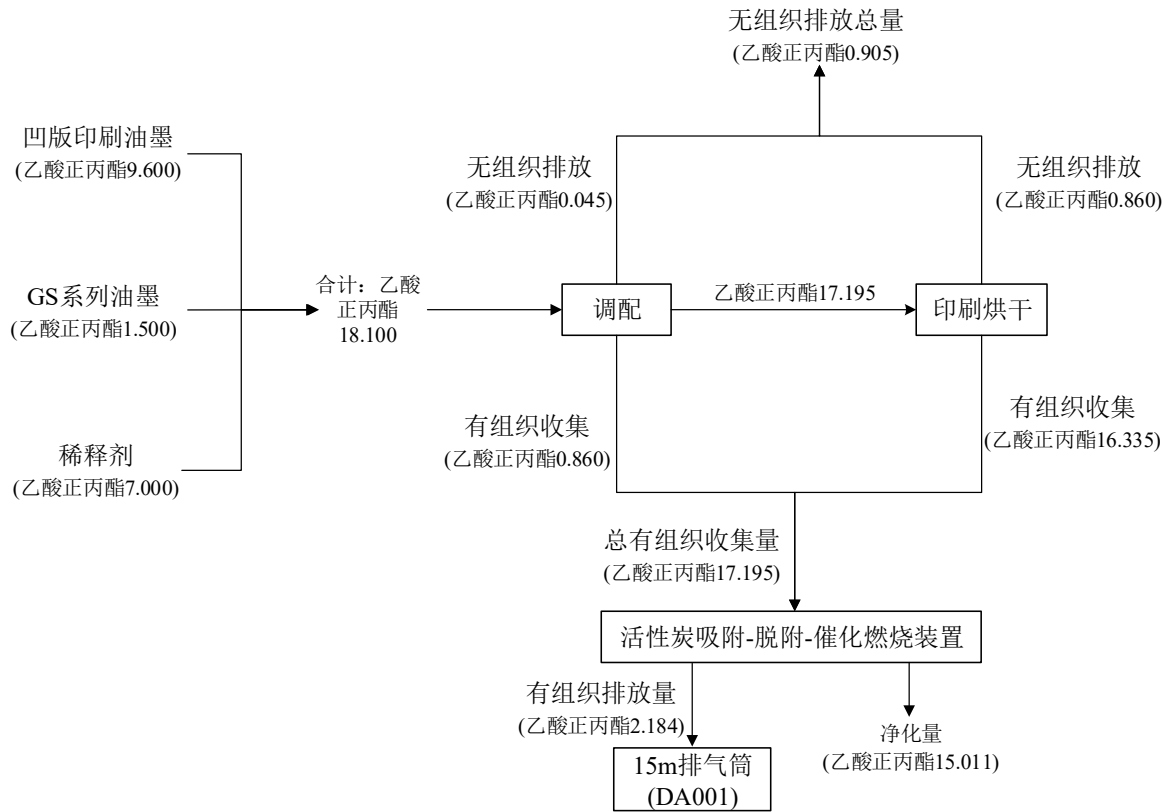 无组织排放总量
(乙酸正丙酯0.905)
凹版印刷油墨
(乙酸正丙酯9.600)
无组织排放
(乙酸正丙酯0.045)
无组织排放
(乙酸正丙酯0.860)
GS系列油墨
(乙酸正丙酯1.500)
合计：乙酸
正丙酯
18.100
调配
乙酸正丙酯17.195
印刷烘干
稀释剂
(乙酸正丙酯7.000)
有组织收集
(乙酸正丙酯0.860)
有组织收集
(乙酸正丙酯16.335)
总有组织收集量
(乙酸正丙酯17.195)
活性炭吸附-脱附-催化燃烧装置
有组织排放量
(乙酸正丙酯2.184)
净化量
(乙酸正丙酯15.011)
15m排气筒
(DA001)